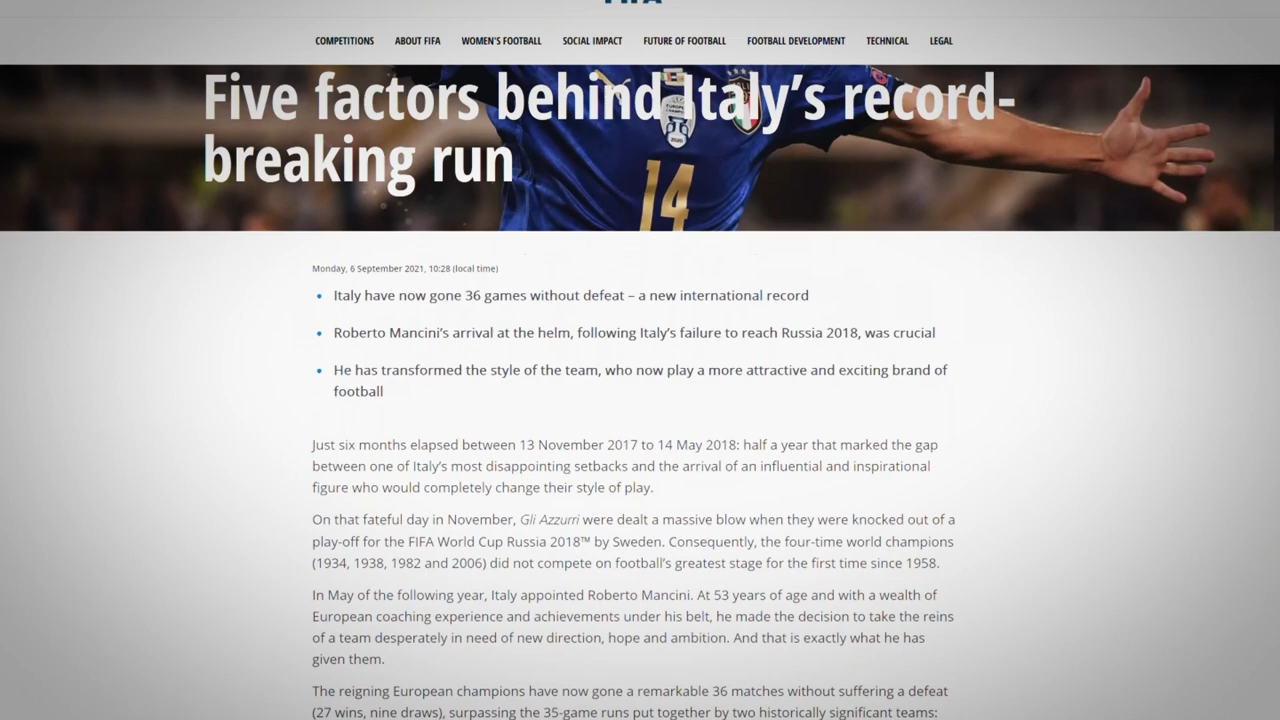 COMPETITIONS ABOUT FIFA WOMEN'S FOOTBALL SOCIAL IMPACT FUTURE OF FOOTBALL FOOTBALL DEVELOPMENT TECHNICAL LEGAL
Five factors behind Italy's record-
breaking run
14
Monday, 6 September 2021, 10:28 (local time)
• Italy have now gone 36 games without defeat – a new international record
• Roberto Mancini's arrival at the helm, following Italy's failure to reach Russia 2018, was crucial
• He has transformed the style of the team, who now play a more attractive and exciting brand of
football
Just six months elapsed between 13 November 2017 to 14 May 2018: half a year that marked the gap
between one of Italy's most disappointing setbacks and the arrival of an influential and inspirational
figure who would completely change their style of play.
On that fateful day in November, Gli Azzurri were dealt a massive blow when they were knocked out of a
play-off for the FIFA World Cup Russia 2018™ by Sweden. Consequently, the four-time world champions
(1934, 1938, 1982 and 2006) did not compete on football's greatest stage for the first time since 1958.
In May of the following year, Italy appointed Roberto Mancini. At 53 years of age and with a wealth of
European coaching experience and achievements under his belt, he made the decision to take the reins
of a team desperately in need of new direction, hope and ambition. And that is exactly what he has
given them.
The reigning European champions have now gone a remarkable 36 matches without suffering a defeat
(27 wins, nine draws), surpassing the 35-game runs put together by two historically significant teams: